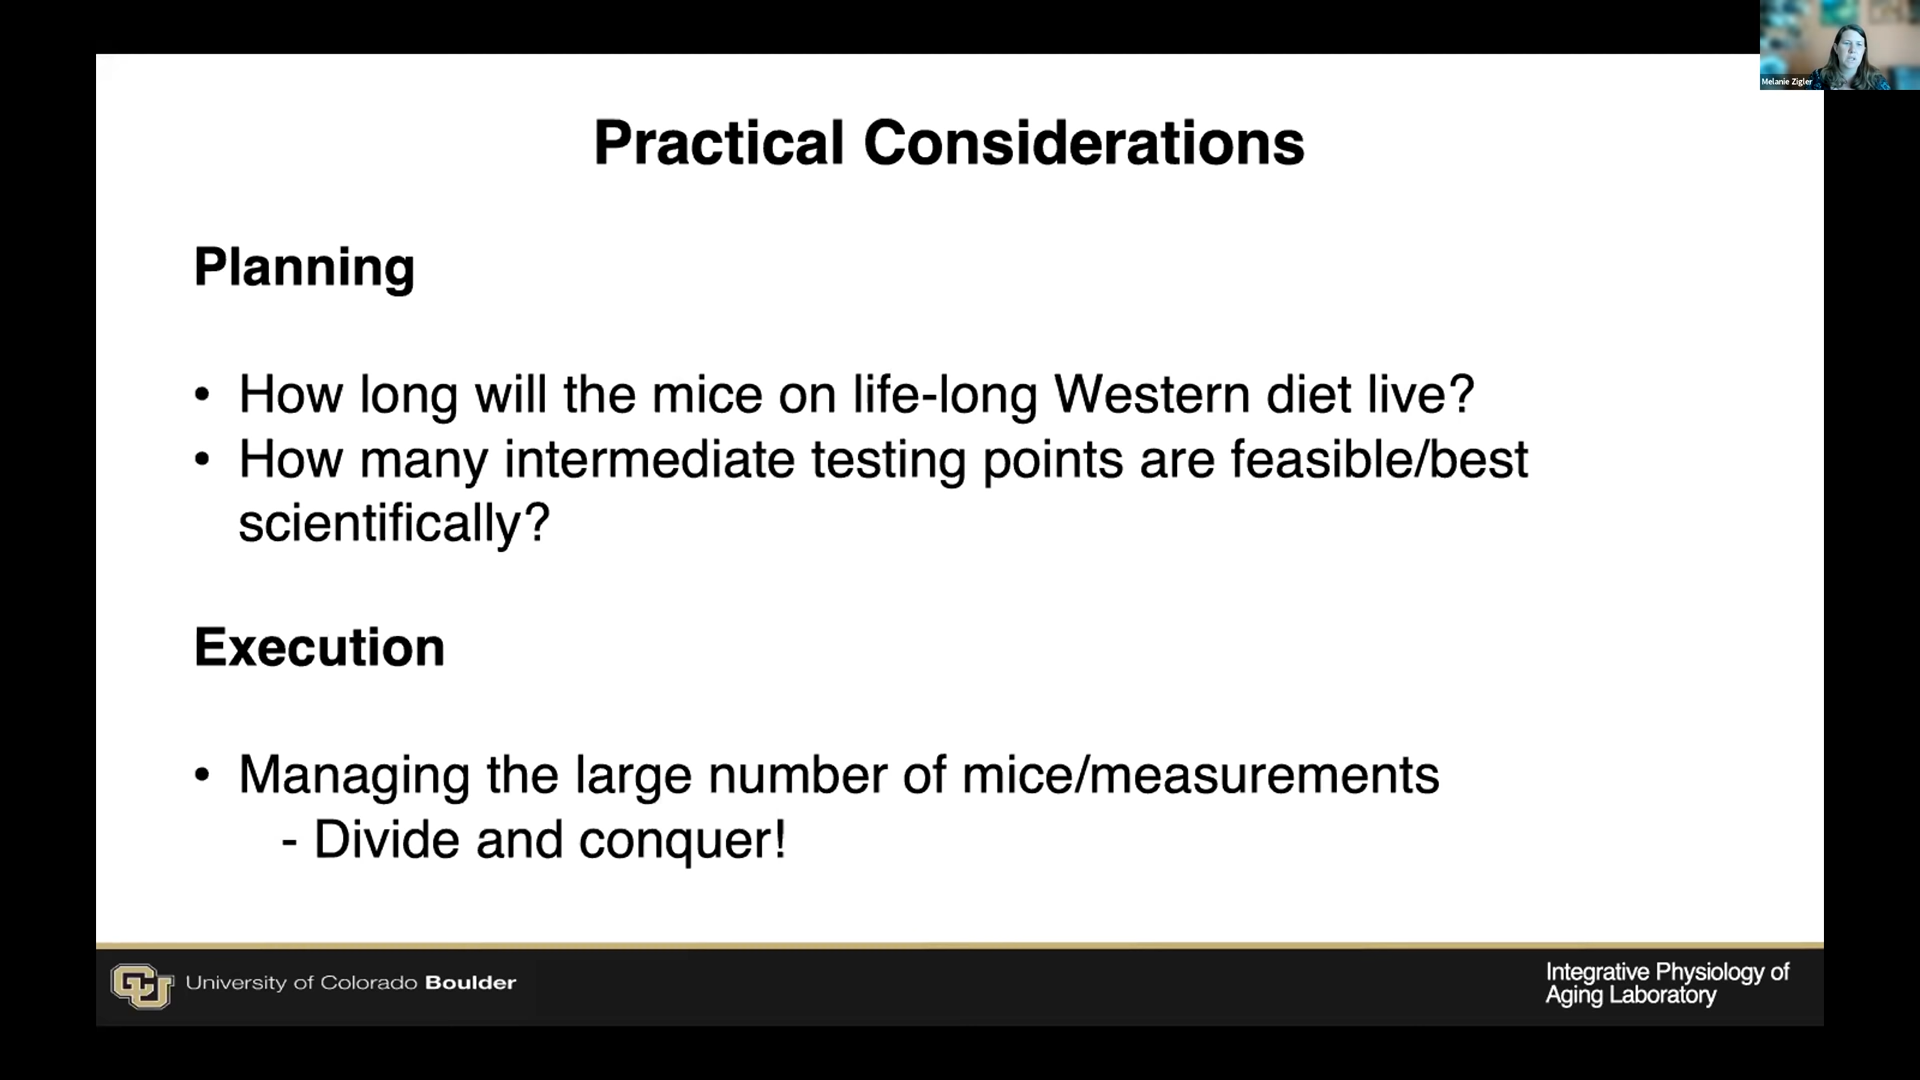 Melanie Zigler
Practical Considerations
Planning
• How long will the mice on life-long Western diet live?
• How many intermediate testing points are feasible/best
scientifically?
Execution
• Managing the large number of mice/measurements
- Divide and conquer!
CU University of Colorado Boulder
Integrative Physiology of
Aging Laboratory